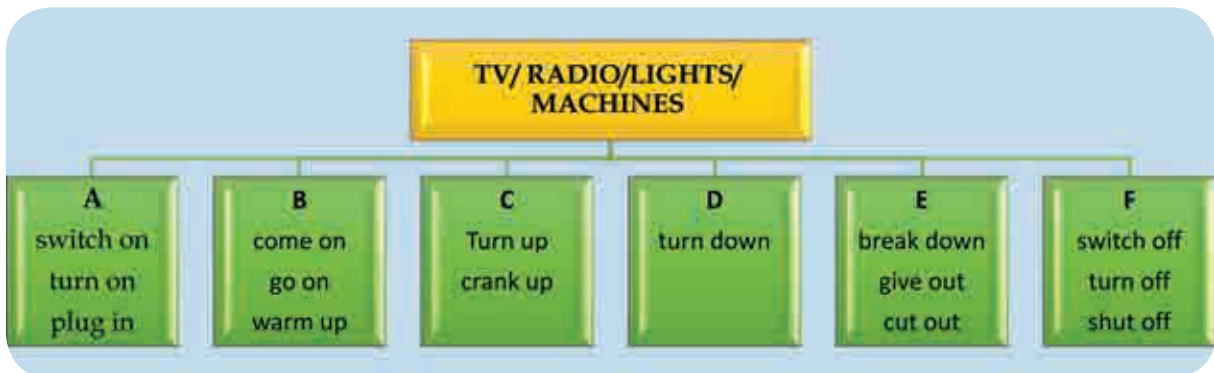 TV/ RADIO/LIGHTS/
MACHINES
A
switch on
turn on
plug in
B
come on
go on
warm up
C
Turn up
crank up
D
turn down
E
break down
give out
cut out
F
switch off
turn off
shut off